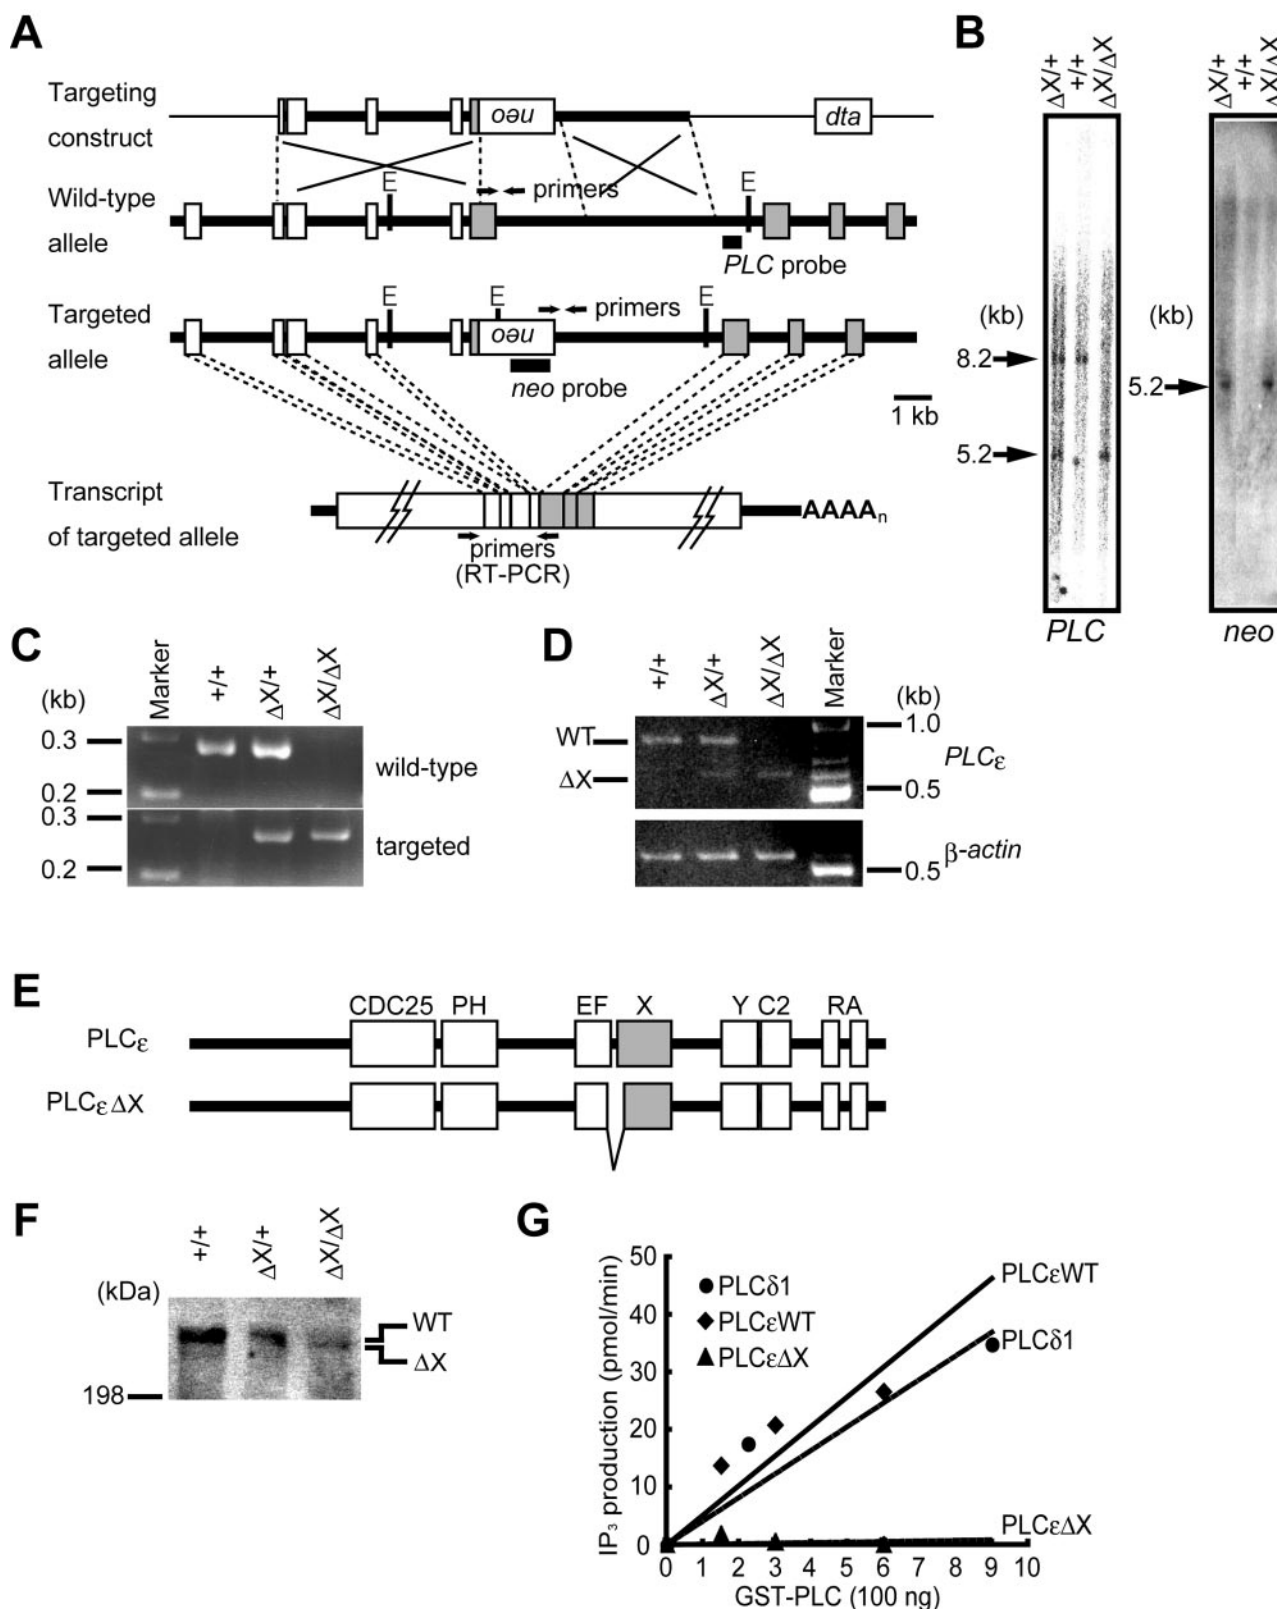 A
Targeting
construct
neo
dta
Wild-type
allele
E
primers
E
PLC probe
Targeted
allele
E
E
neo
primers
E
neo probe
1 kb
Transcript
of targeted allele
AAAAn
primers
(RT-PCR)
B
ΔX/+
+/+
ΔX/ΔX
(kb)
8.2
5.2
PLC
ΔX/+
+/+
ΔX/ΔX
(kb)
5.2
neo
C
Marker
+/+
ΔX/+
ΔX/ΔX
(kb)
0.3
0.2
wild-type
0.3
0.2
targeted
D
+/+
ΔX/+
ΔX/ΔX
Marker
(kb)
WT
ΔX
1.0
0.5
PLCε
0.5
β-actin
E
CDC25 PH EF X Y C2 RA
PLCε
PLCεΔX
F
+/+
ΔX/+
ΔX/ΔX
(kDa)
198
WT
ΔX
G
IP₃ production (pmol/min)
50
40
30
20
10
0
PLCδ1
PLCεWT
PLCεΔX
PLCεWT
PLCδ1
PLCεΔX
0 1 2 3 4 5 6 7 8 9 10
GST-PLC (100 ng)